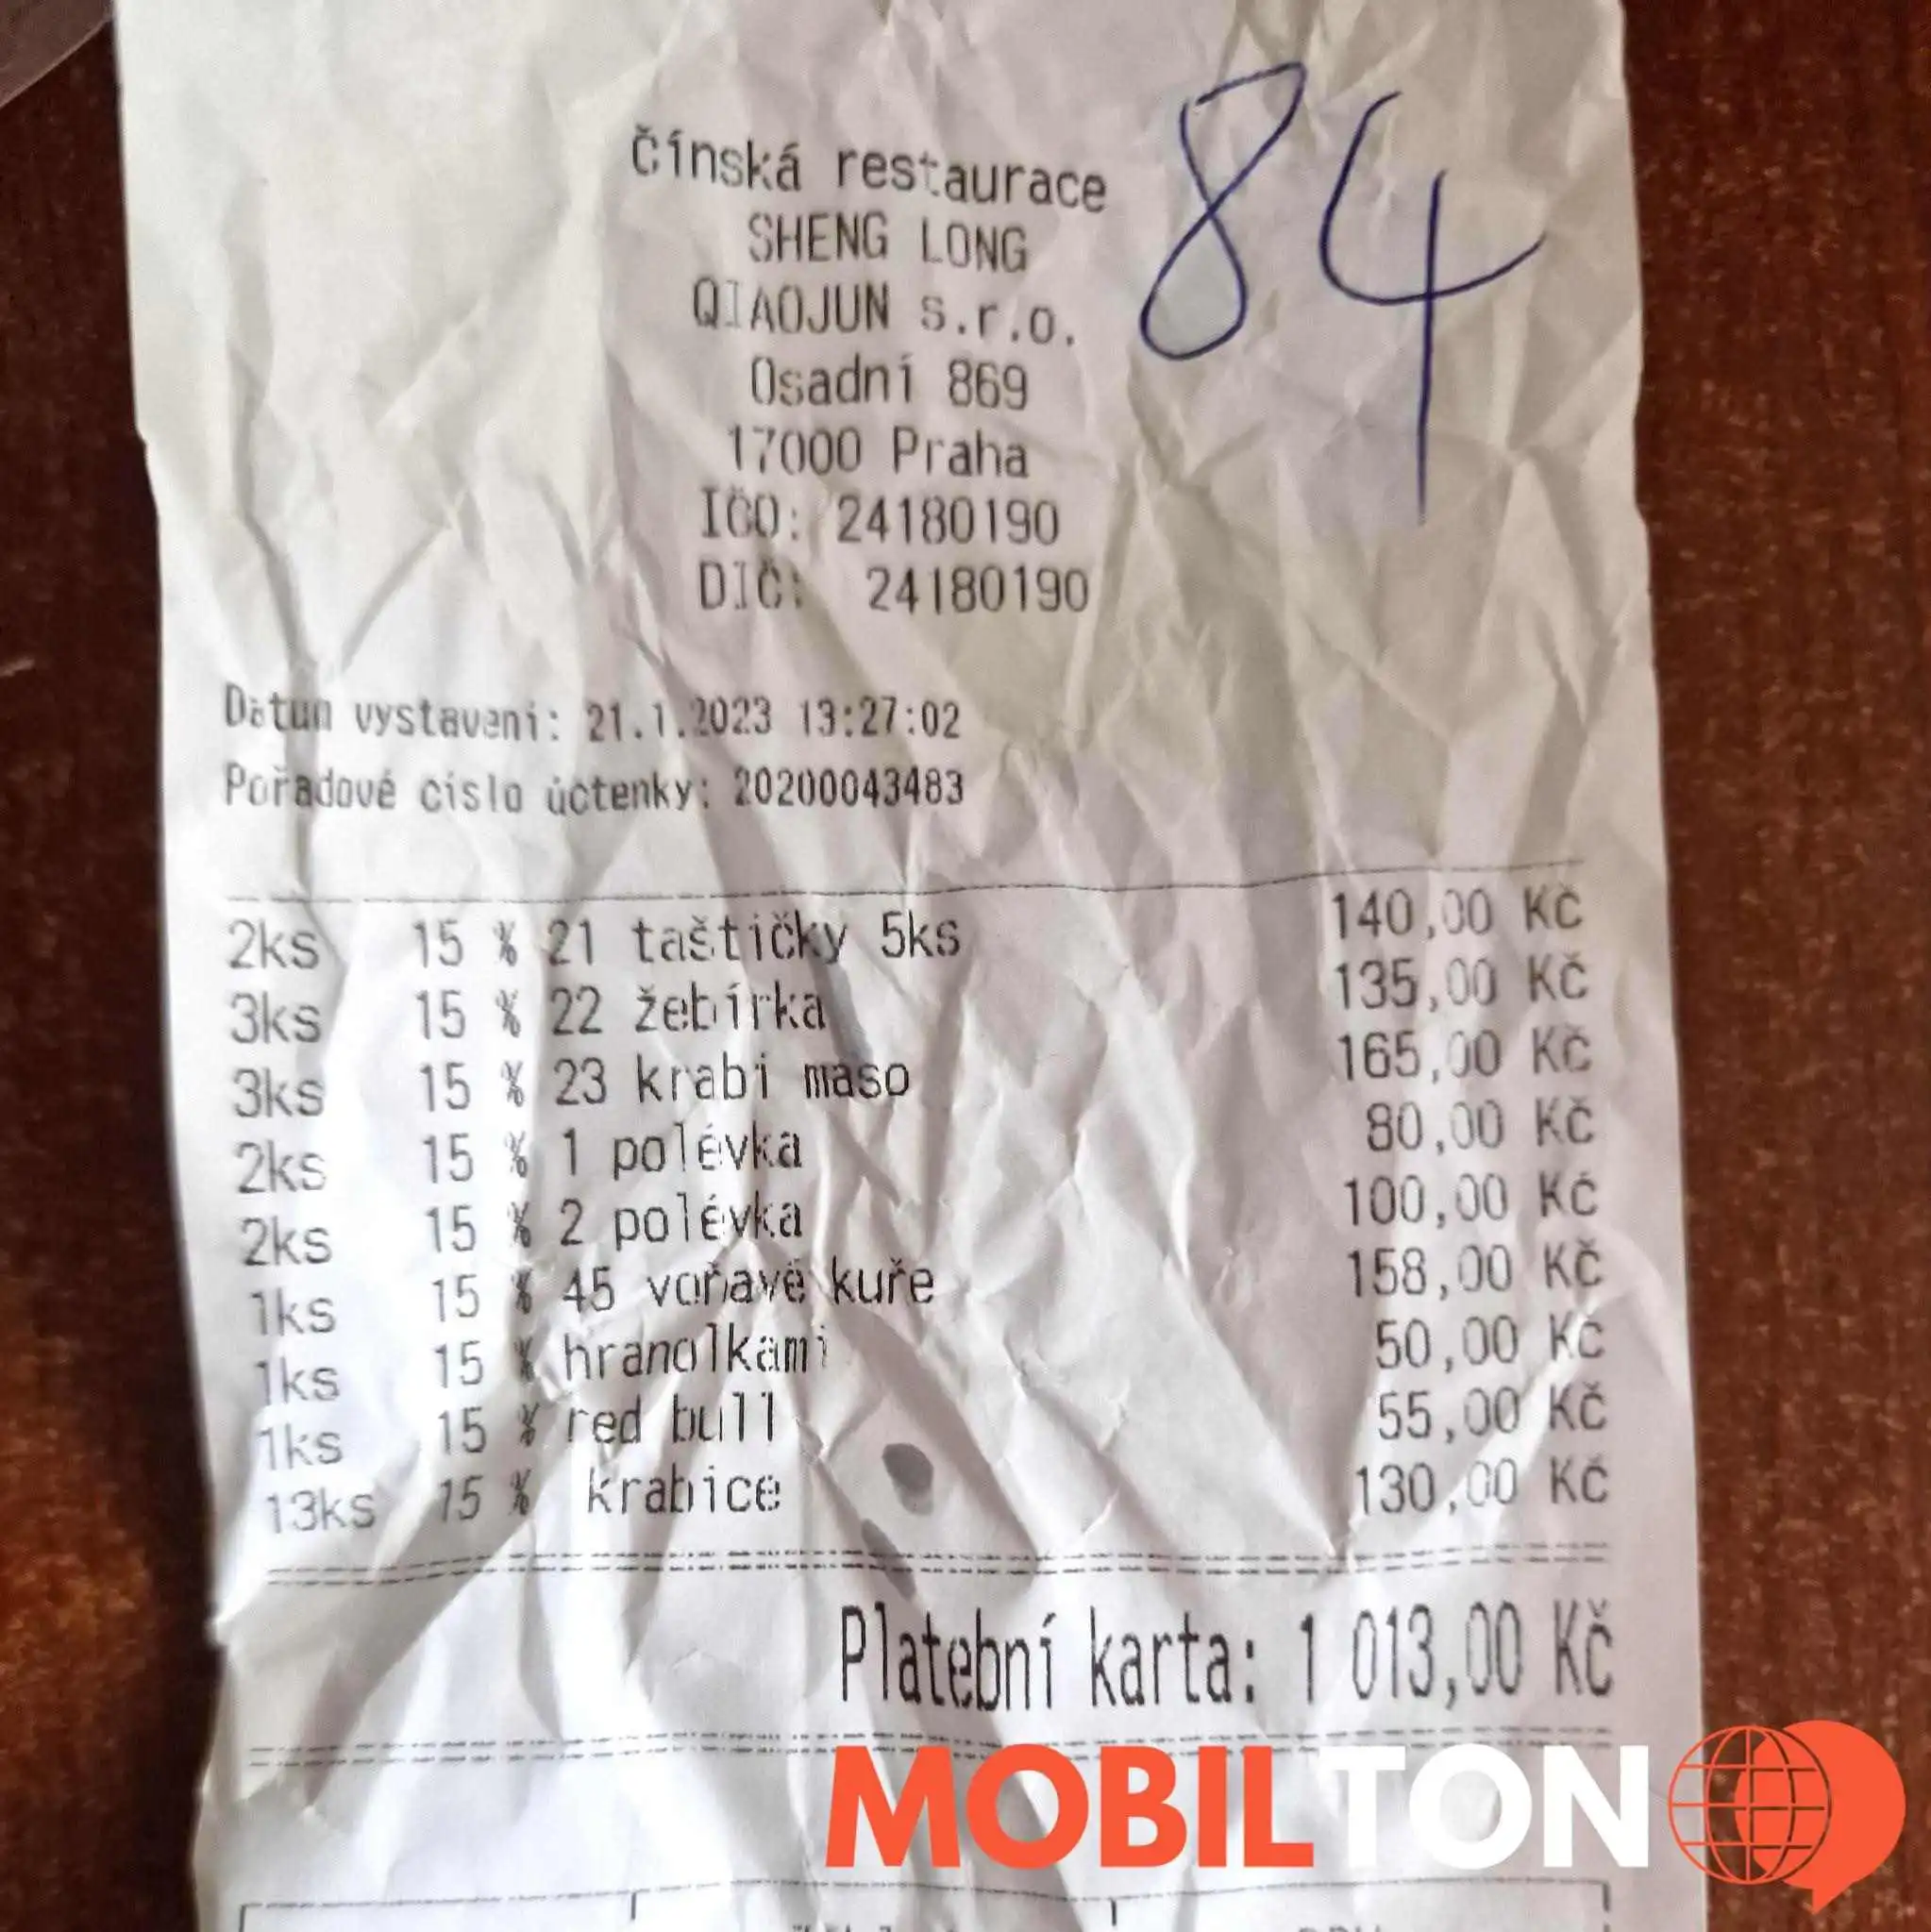 84
Čínská restaurace
SHENG LONG
QIAOJUN s.r.o.
Osadní 869
17000 Praha
IČO: 24180190
DIČ: 24180190
Datum vystavení: 21.1.2023 13:27:02
Pořadové číslo účtenky: 20200043483
2ks 15 % 21 taštičky 5ks 140,00 Kč
3ks 15 % 22 žebírka 135,00 Kč
3ks 15 % 23 krabí maso 165,00 Kč
2ks 15 % 1 polévka 80,00 Kč
2ks 15 % 2 polévka 100,00 Kč
1ks 15 % 45 voňavé kuře 158,00 Kč
1ks 15 % hranolkami 50,00 Kč
1ks 15 % red bull 55,00 Kč
13ks 15 % krabice 130,00 Kč
Platební karta: 1 013,00 Kč
MOBILTON